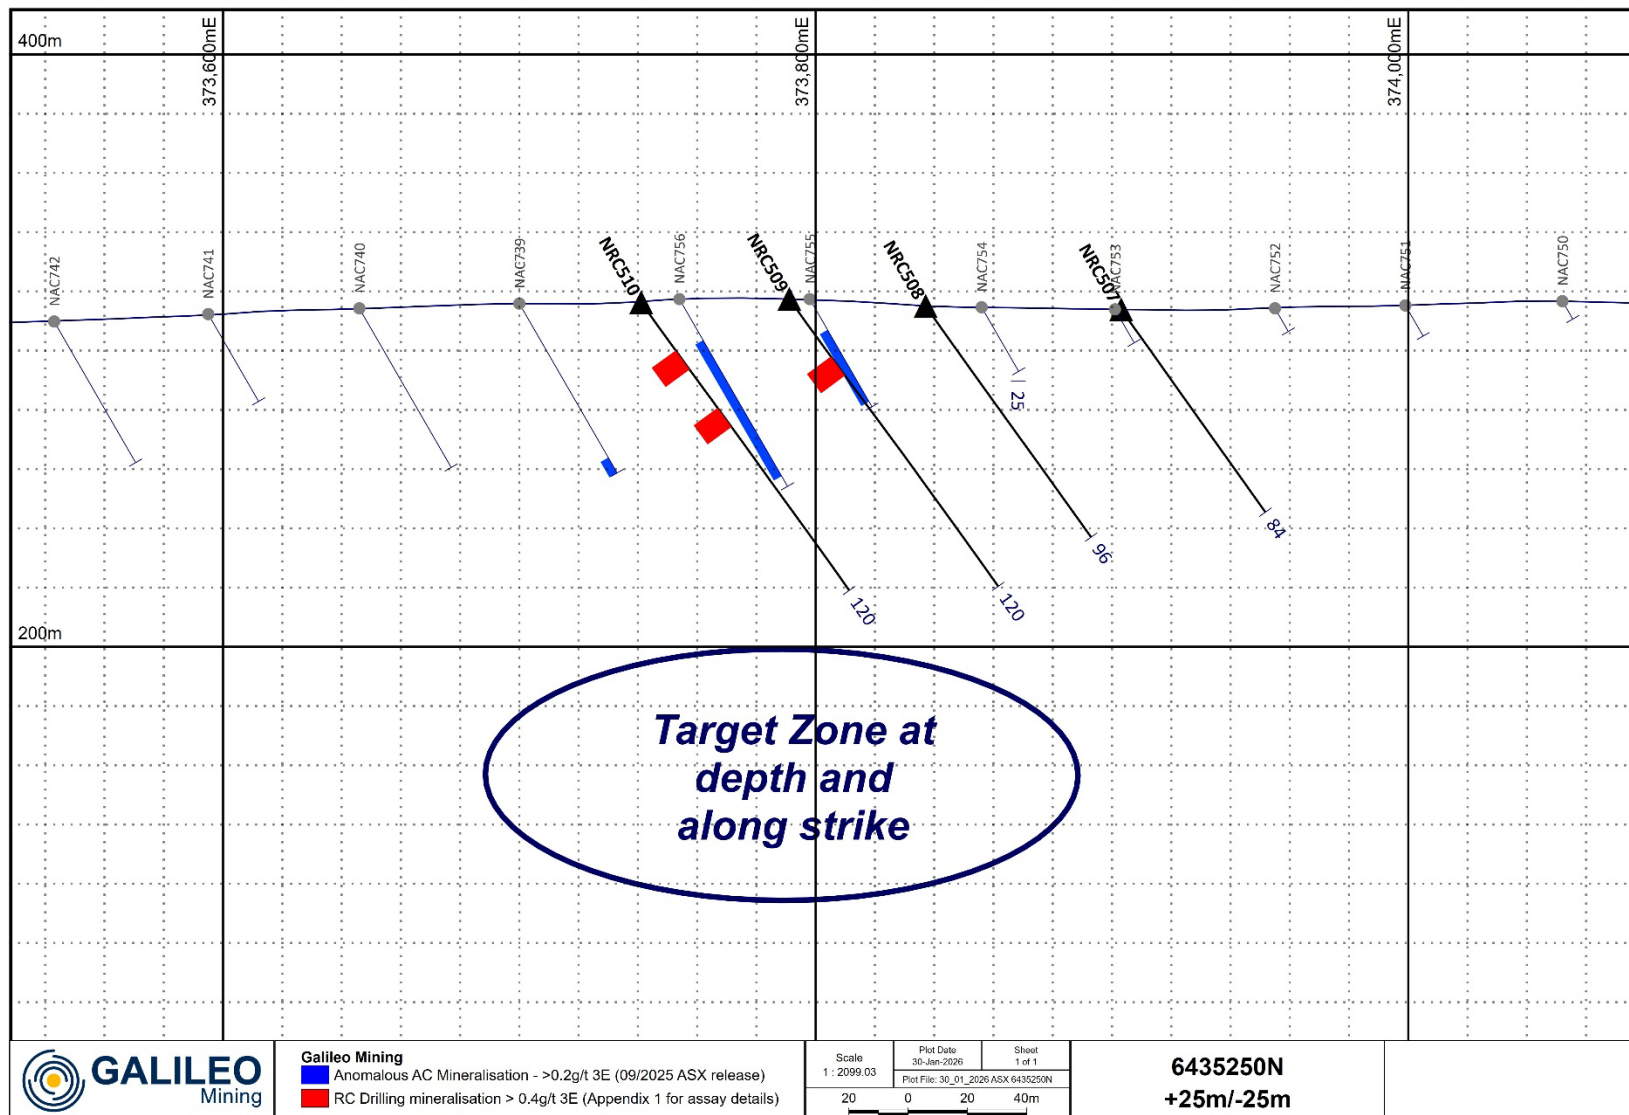 400m
373,600mE
373,800mE
374,000mE
NAC742
NAC741
NAC740
NAC739
NRC510
NAC756
NRC509
NAC755
NRC508
NAC754
NRC507
NAC753
NAC752
NAC751
NAC750
25
84
96
120
120
200m
Target Zone at
depth and
along strike
GALILEO
Mining
Galileo Mining
Anomalous AC Mineralisation - >0.2g/t 3E (09/2025 ASX release)
RC Drilling mineralisation > 0.4g/t 3E (Appendix 1 for assay details)
Scale
1 : 2099.03
Plot Date
30-Jan-2026
Sheet
1 of 1
Plot File: 30_01_2026 ASX 6435250N
20 0 20 40m
6435250N
+25m/-25m